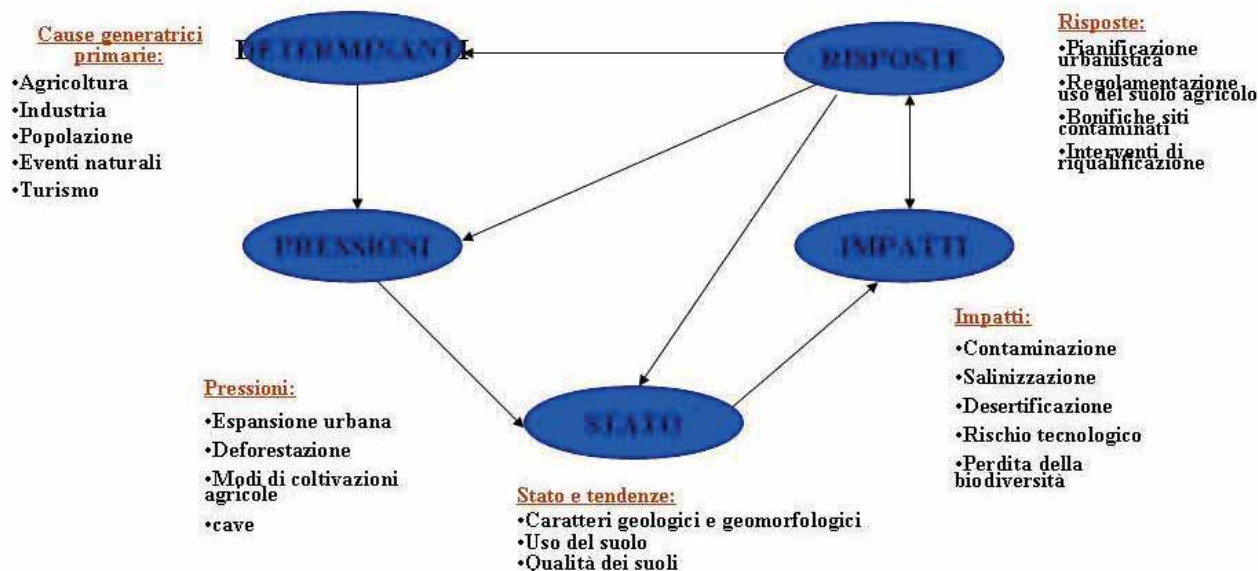 Cause generatrici
primarie:
•Agricoltura
•Industria
•Popolazione
•Eventi naturali
•Turismo
DETERMINANTI
RISPOSTE
Risposte:
•Pianificazione
urbanistica
•Regolamentazione
uso del suolo agricolo
•Bonifiche siti
contaminati
•Interventi di
riqualificazione
PRESSIONI
IMPATTI
Impatti:
•Contaminazione
•Salinizzazione
•Desertificazione
•Rischio tecnologico
•Perdita della
biodiversità
Pressioni:
•Espansione urbana
•Deforestazione
•Modi di coltivazioni
agricole
•cave
STATO
Stato e tendenze:
•Caratteri geologici e geomorfologici
•Uso del suolo
•Qualità dei suoli